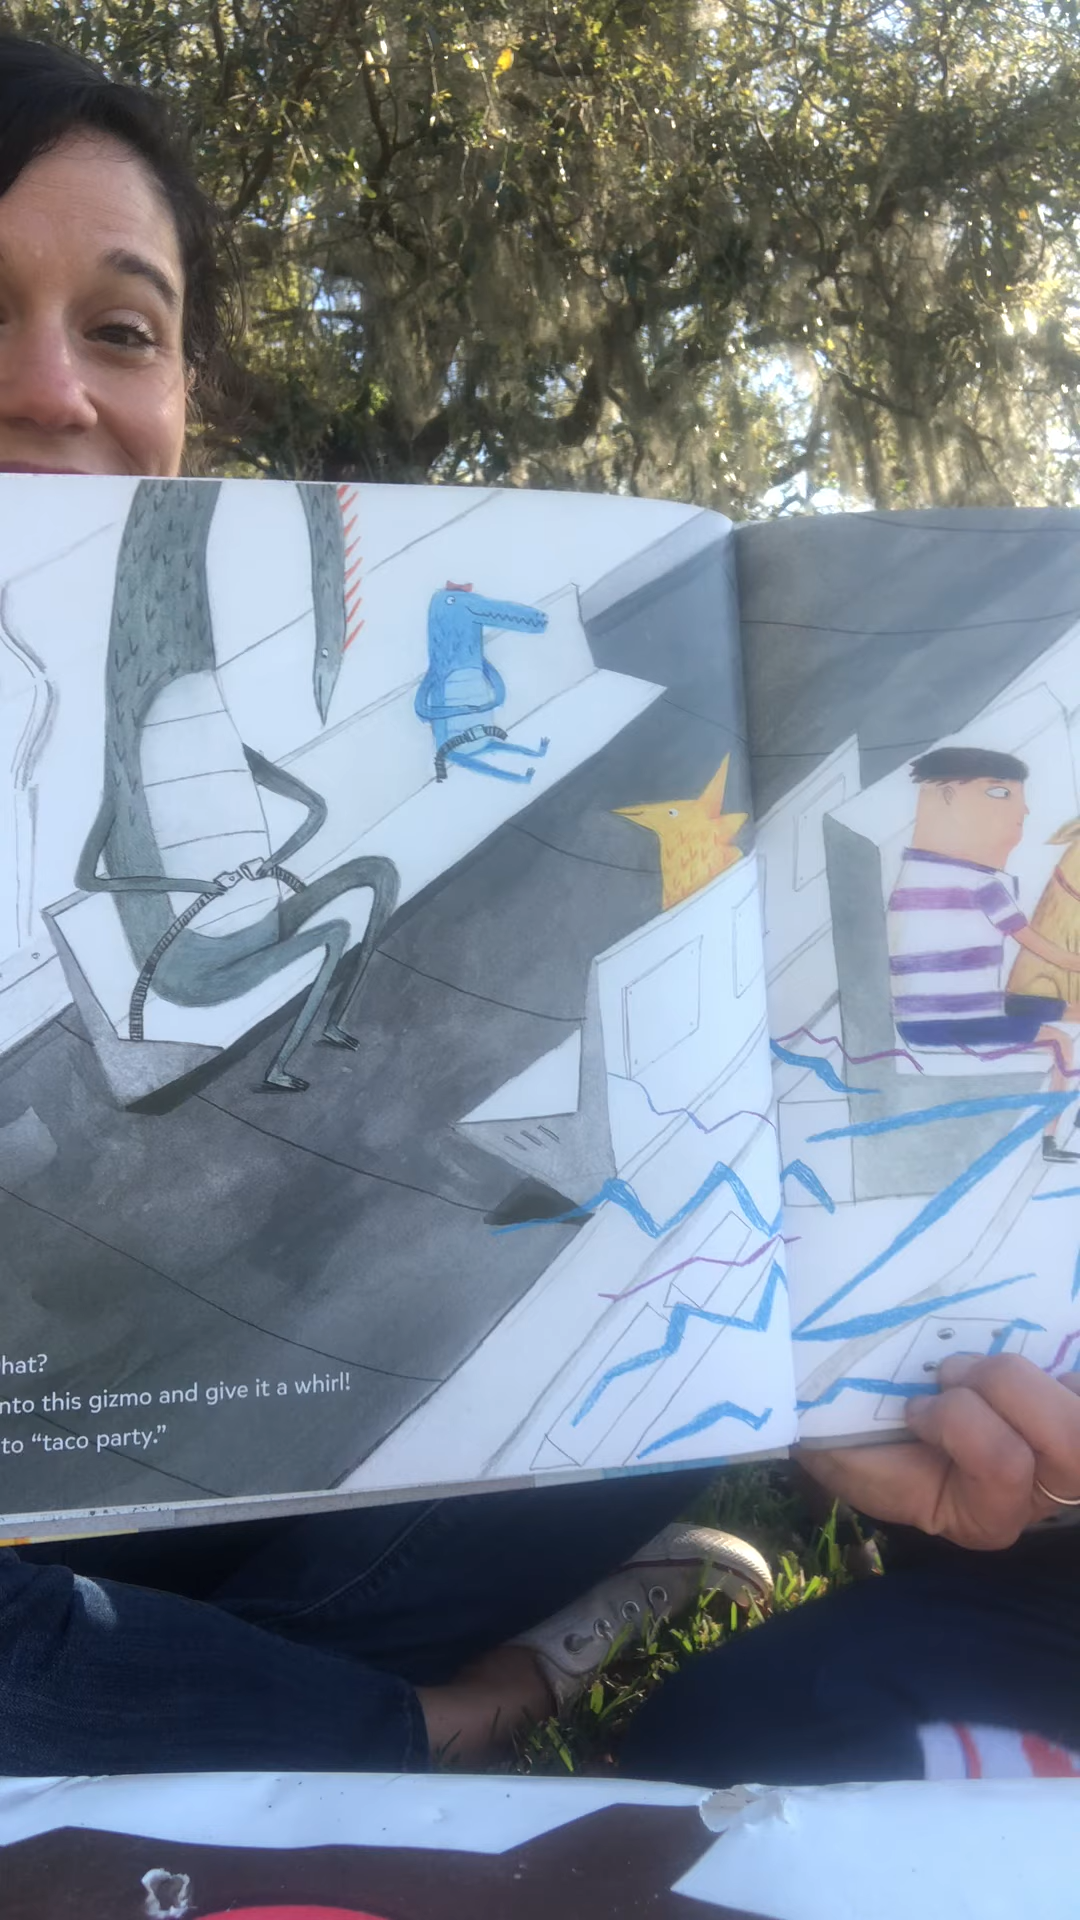 hat?
nto this gizmo and give it a whirl!
to “taco party.”